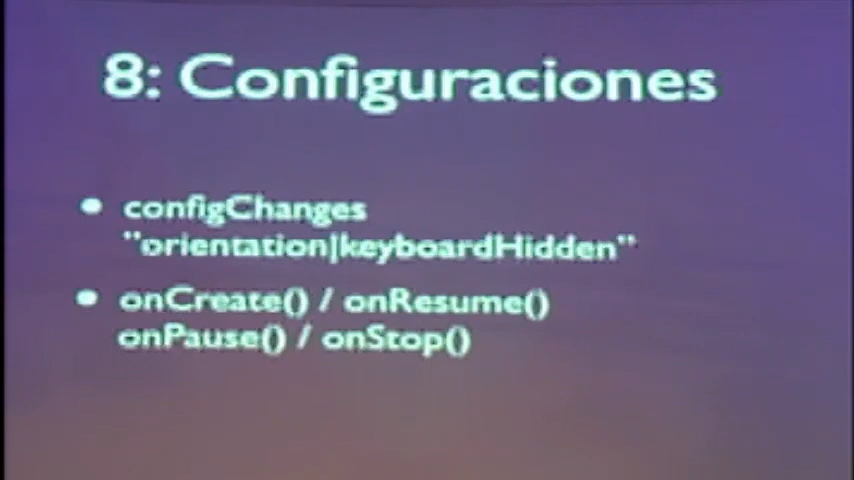 8: Configuraciones
configChanges
"orientation|keyboardHidden"
onCreate() / onResume()
onPause() / onStop()